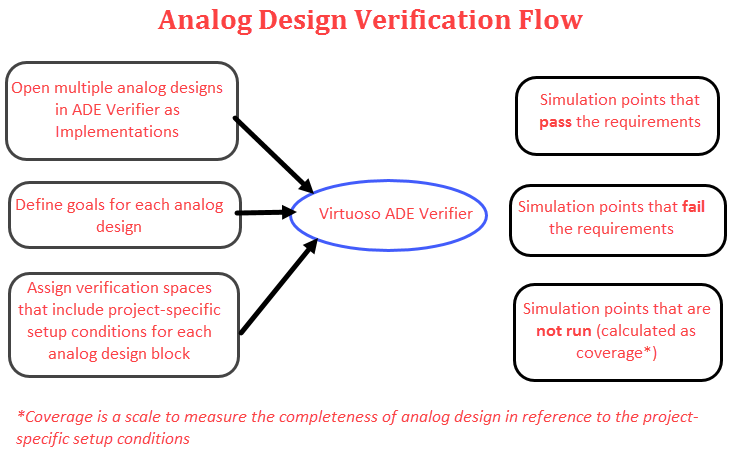 Analog Design Verification Flow
Open multiple analog designs
in ADE Verifier as
Implementations
Define goals for each analog
design
Assign verification spaces
that include project-specific
setup conditions for each
analog design block
Virtuoso ADE Verifier
Simulation points that
pass the requirements
Simulation points that fail
the requirements
Simulation points that are
not run (calculated as
coverage*)
*Coverage is a scale to measure the completeness of analog design in reference to the project-
specific setup conditions